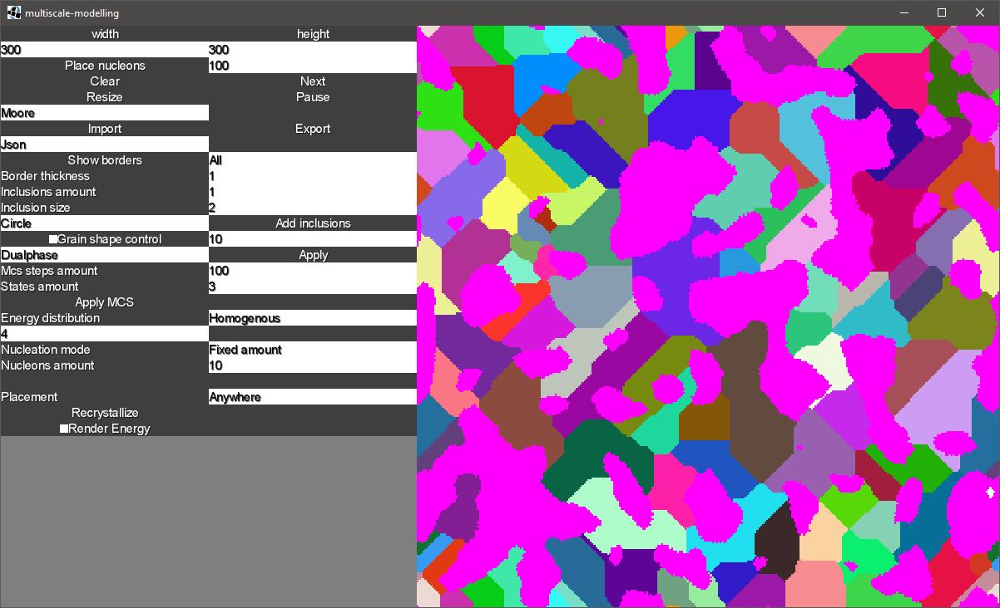 multiscale-modelling
width height
300 300
Place nucleons 100
Clear Next
Resize Pause
Moore
Import Export
Json
Show borders All
Border thickness 1
Inclusions amount 1
Inclusion size 2
Circle Add inclusions
Grain shape control 10
Dualphase Apply
Mcs steps amount 100
States amount 3
Apply MCS
Energy distribution Homogenous
4
Nucleation mode Fixed amount
Nucleons amount 10
Placement Anywhere
Recrystallize
Render Energy